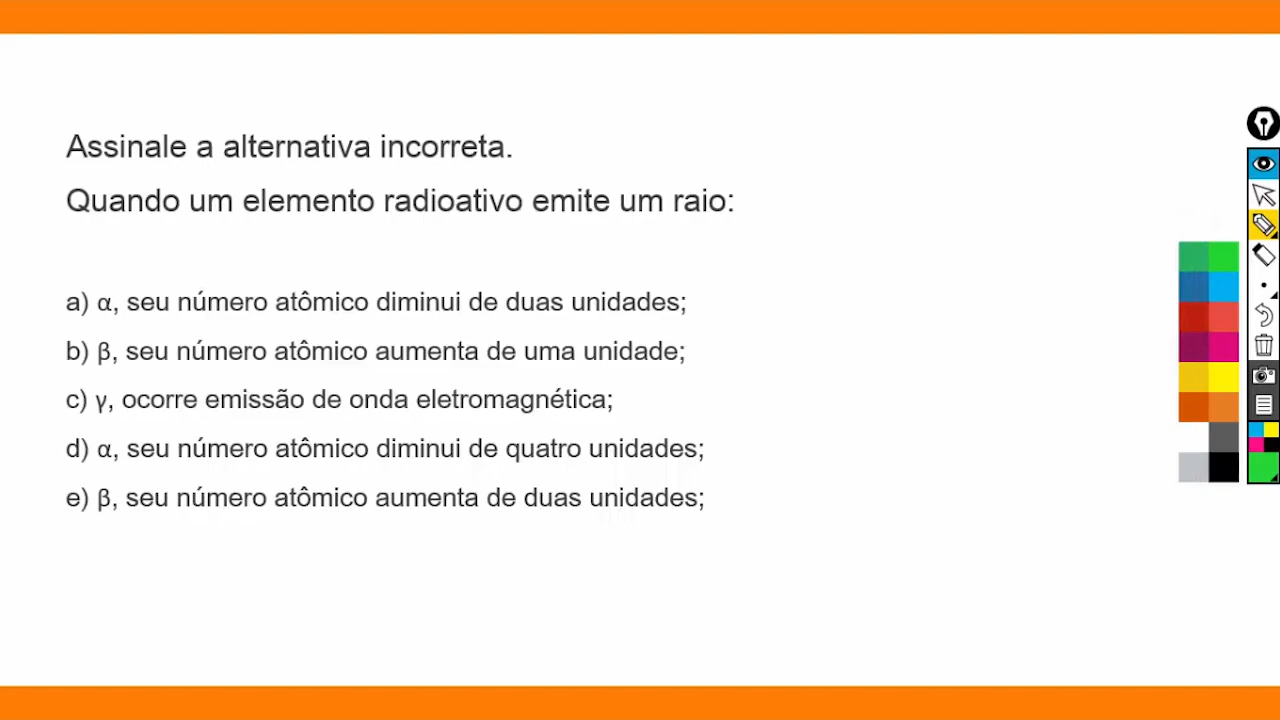 Assinale a alternativa incorreta.
Quando um elemento radioativo emite um raio:
a) α, seu número atômico diminui de duas unidades;
b) β, seu número atômico aumenta de uma unidade;
c) γ, ocorre emissão de onda eletromagnética;
d) α, seu número atômico diminui de quatro unidades;
e) β, seu número atômico aumenta de duas unidades;